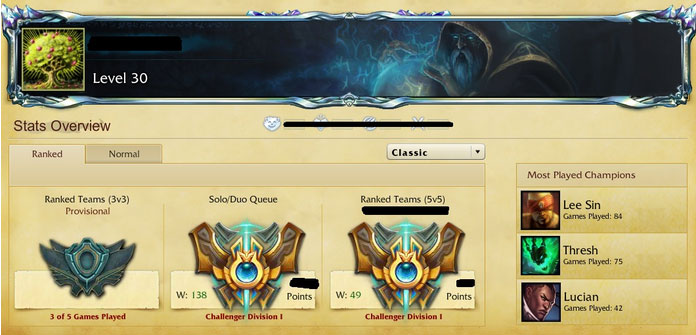 Level 30
Stats Overview
Ranked
Normal
Classic
Ranked Teams (3v3)
Provisional
3 of 5 Games Played
Solo/Duo Queue
W: 138
Points
Challenger Division I
Ranked Teams (5v5)
W: 49
Points
Challenger Division I
Most Played Champions
Lee Sin
Games Played: 84
Thresh
Games Played: 75
Lucian
Games Played: 42